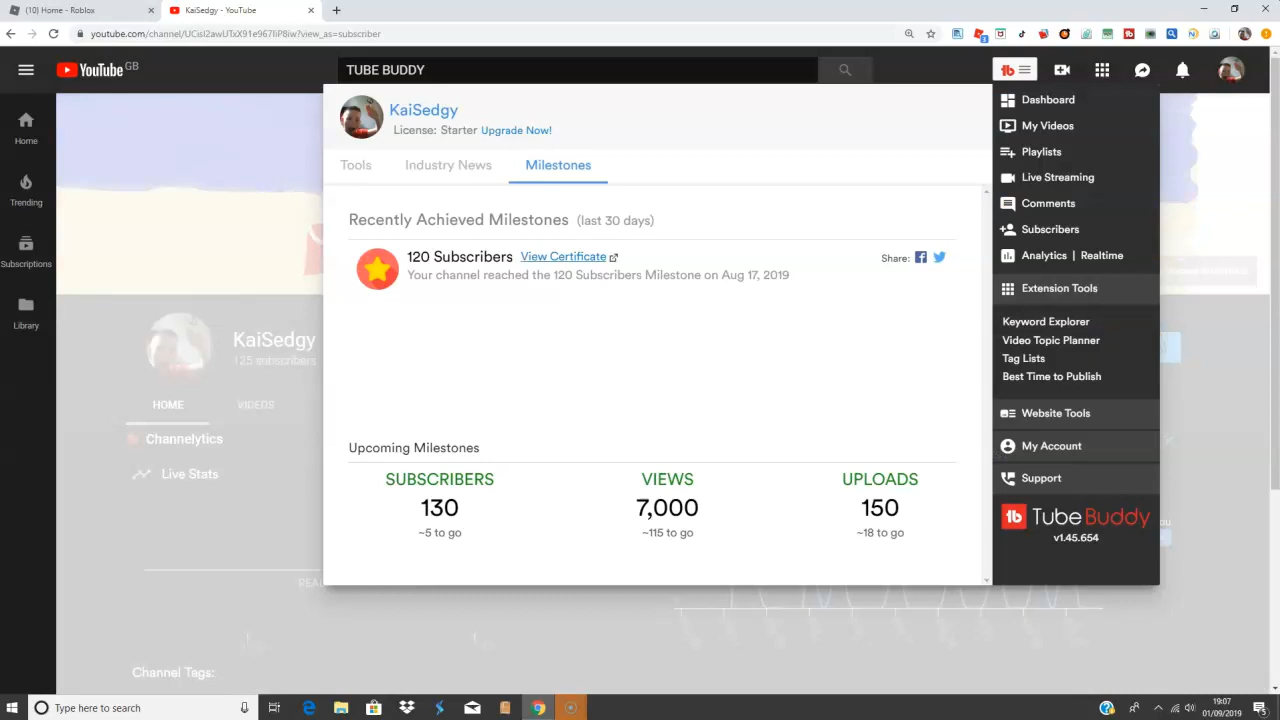 (10) Home - Roblox
KaiSedgy - YouTube
youtube.com/channel/UCisI2awUTxX91e967IiP8iw?view_as=subscriber
YouTube GB
TUBE BUDDY
Home
Trending
Subscriptions
Library
KaiSedgy
License: Starter Upgrade Now!
Tools
Industry News
Milestones
Recently Achieved Milestones (last 30 days)
120 Subscribers View Certificate
Share:
Your channel reached the 120 Subscribers Milestone on Aug 17, 2019
Upcoming Milestones
SUBSCRIBERS
VIEWS
UPLOADS
130
7,000
150
~5 to go
~115 to go
~18 to go
Dashboard
My Videos
Playlists
Live Streaming
Comments
Subscribers
Analytics | Realtime
Extension Tools
Keyword Explorer
Video Topic Planner
Tag Lists
Best Time to Publish
Website Tools
My Account
Support
TubeBuddy
v1.45.654
KaiSedgy
125 subscribers
HOME
VIDEOS
Channelytics
Live Stats
Channel Tags:
Type here to search
19:07
01/09/2019